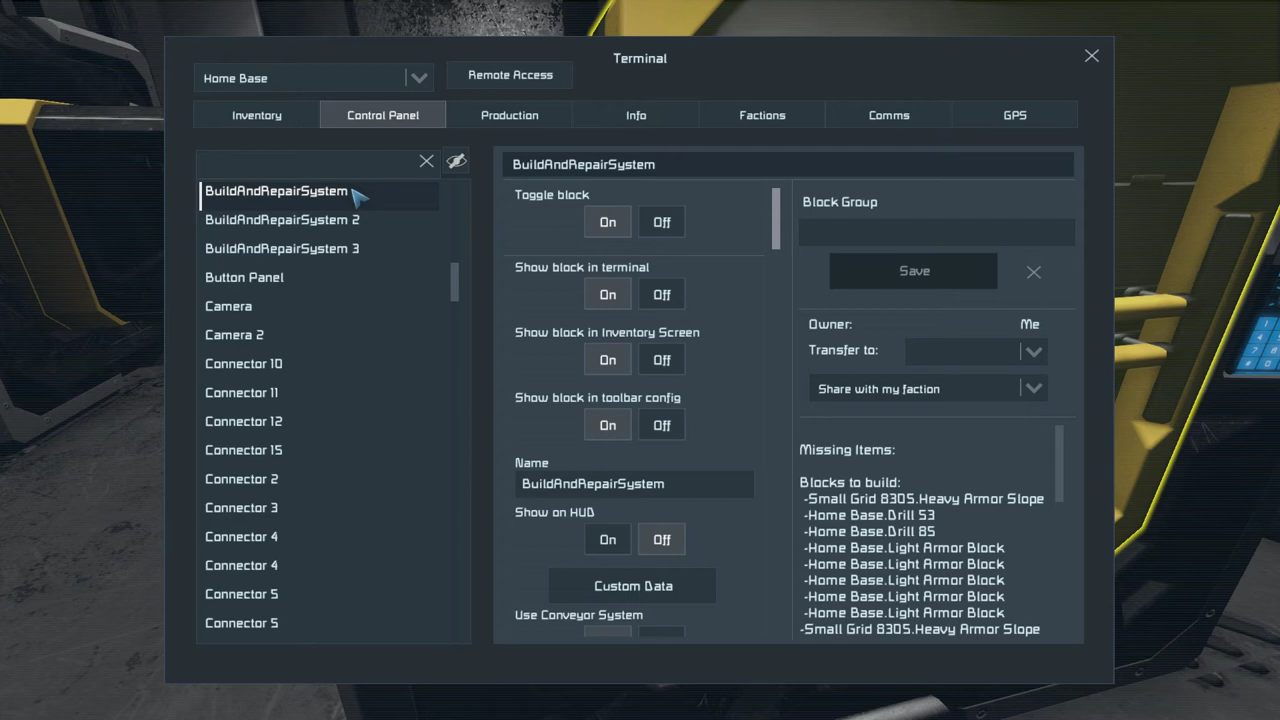 Terminal
Home Base
Remote Access
Inventory
Control Panel
Production
Info
Factions
Comms
GPS
BuildAndRepairSystem
BuildAndRepairSystem 2
BuildAndRepairSystem 3
Button Panel
Camera
Camera 2
Connector 10
Connector 11
Connector 12
Connector 15
Connector 2
Connector 3
Connector 4
Connector 4
Connector 5
Connector 5
BuildAndRepairSystem
Toggle block
On Off
Show block in terminal
On Off
Show block in Inventory Screen
On Off
Show block in toolbar config
On Off
Name
BuildAndRepairSystem
Show on HUD
On Off
Custom Data
Use Conveyor System
Block Group
Save
Owner: Me
Transfer to:
Share with my faction
Missing Items:
Blocks to build:
-Small Grid 8305.Heavy Armor Slope
-Home Base.Drill 53
-Home Base.Drill 85
-Home Base.Light Armor Block
-Home Base.Light Armor Block
-Home Base.Light Armor Block
-Home Base.Light Armor Block
-Home Base.Light Armor Block
-Small Grid 8305.Heavy Armor Slope